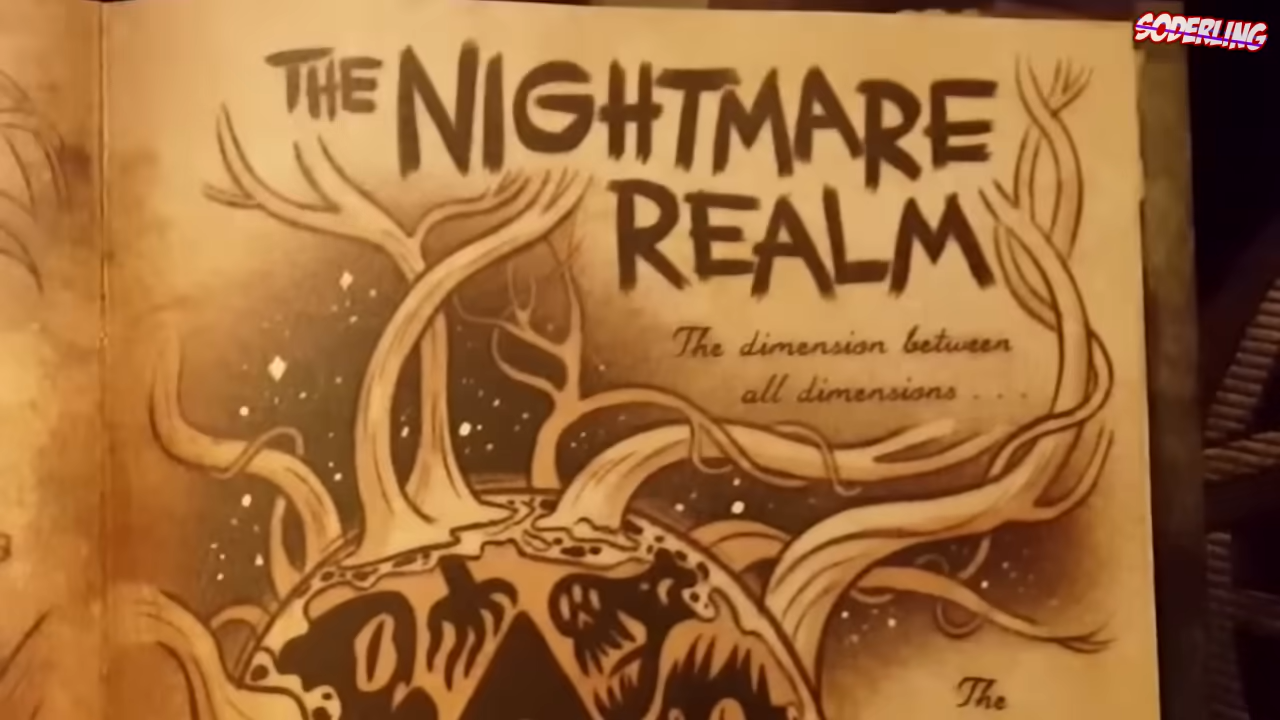 SODERLING
THE NIGHTMARE
REALM
The dimension between
all dimensions . . . .
The